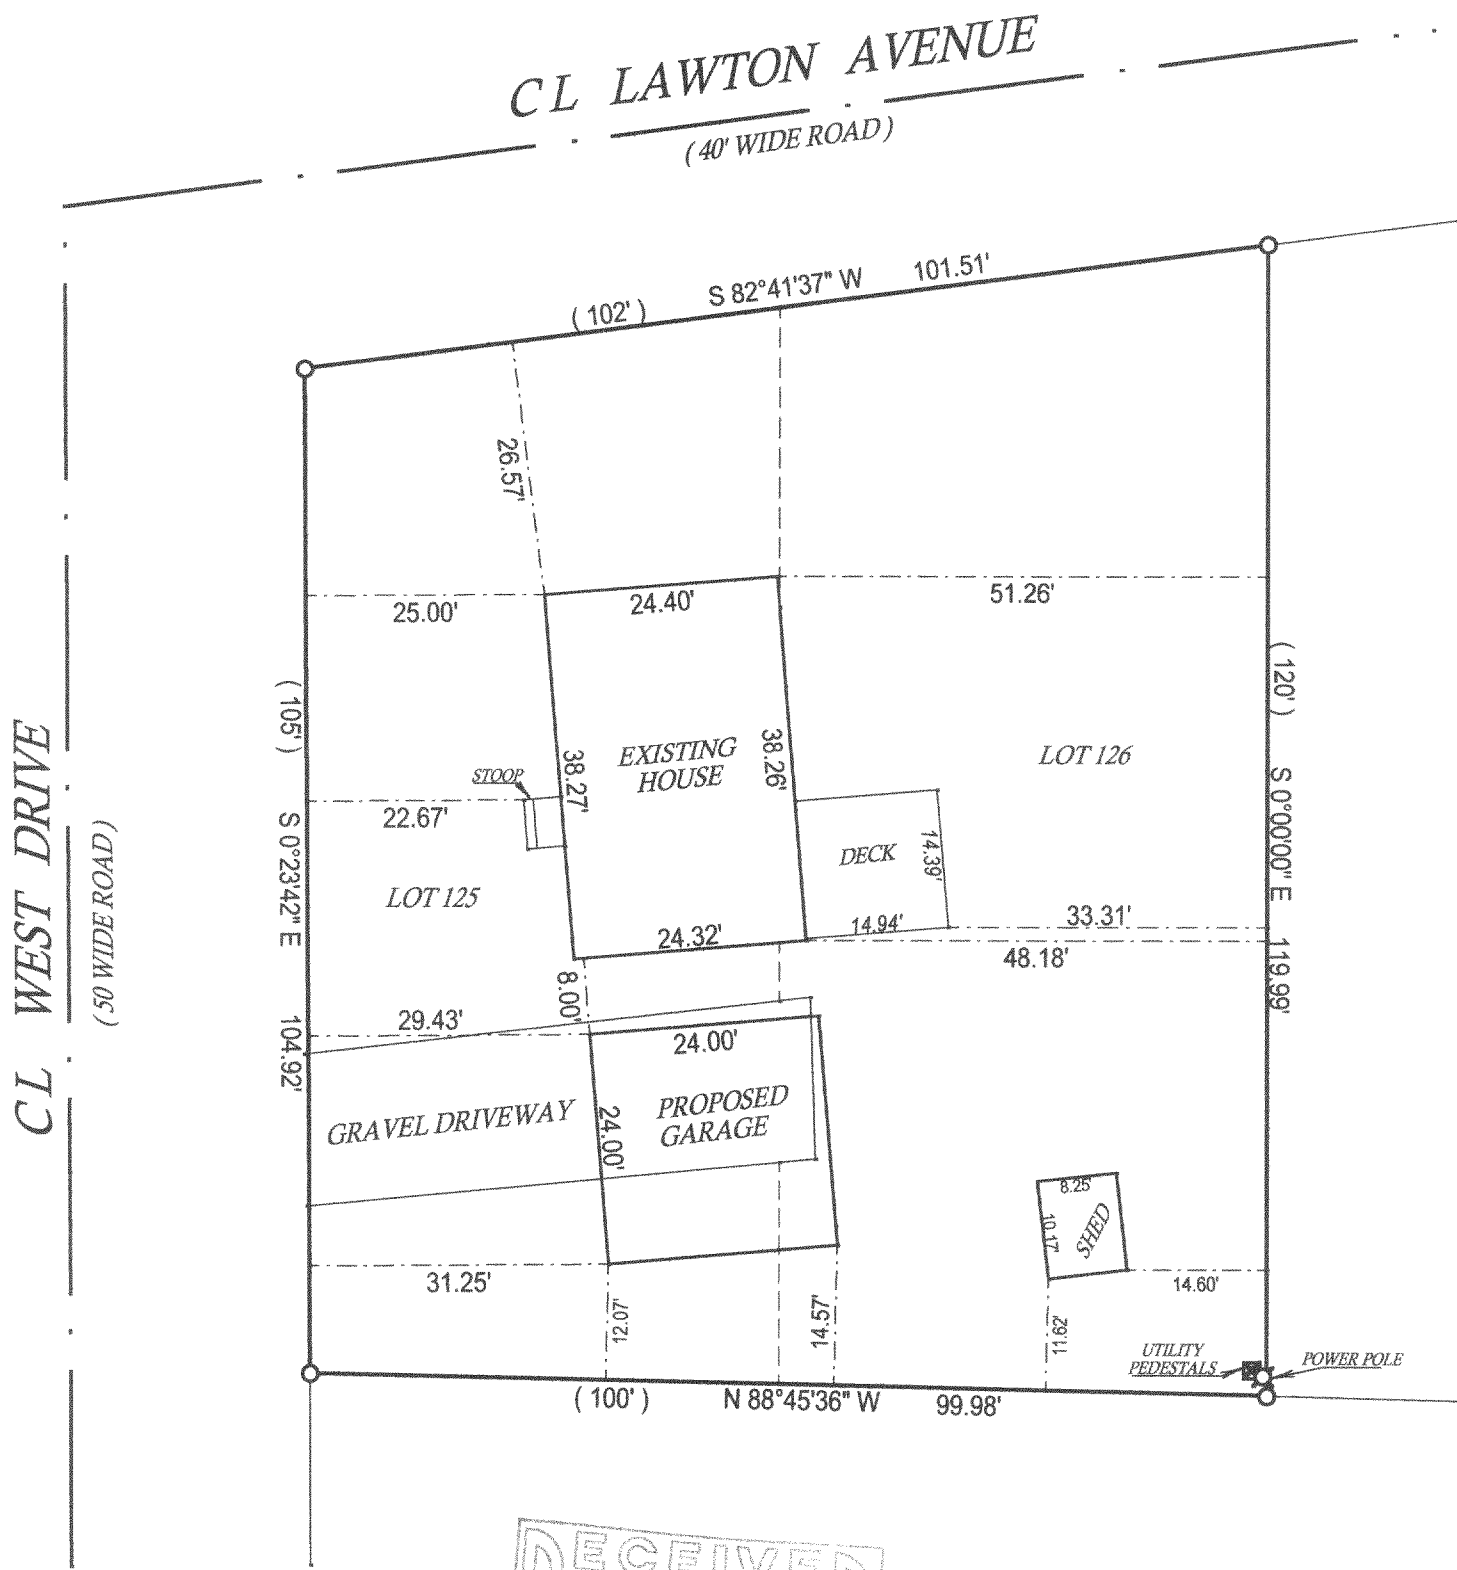 CL LAWTON AVENUE
( 40' WIDE ROAD )
( 102' ) S 82°41'37" W 101.51'
26.57'
25.00'
24.40'
51.26'
( 105' ) S 0°23'42" E 104.92'
( 120' ) S 0°00'00" E 119.99'
CL WEST DRIVE
( 50 WIDE ROAD )
STOOP
22.67'
38.27'
EXISTING
HOUSE
38.26'
LOT 126
DECK
14.39'
LOT 125
24.32'
14.94'
33.31'
48.18'
8.00'
29.43'
24.00'
GRAVEL DRIVEWAY
24.00'
PROPOSED
GARAGE
8.25'
10.17'
SHED
31.25'
12.07'
14.57'
11.62'
14.60'
UTILITY
PEDESTALS
POWER POLE
( 100' ) N 88°45'36" W 99.98'
RECEIVED